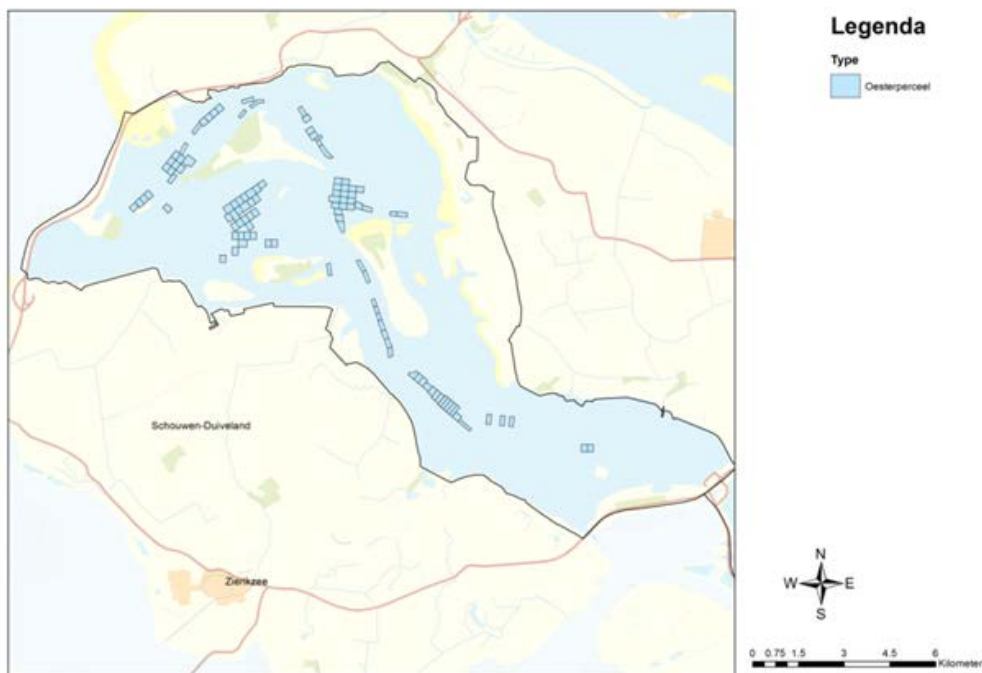 Legenda
Type
Oesterperceel
Schouwen-Duiveland
Zierikzee
N
W E
S
0 0.75 1.5 3 4.5 6
Kilometer